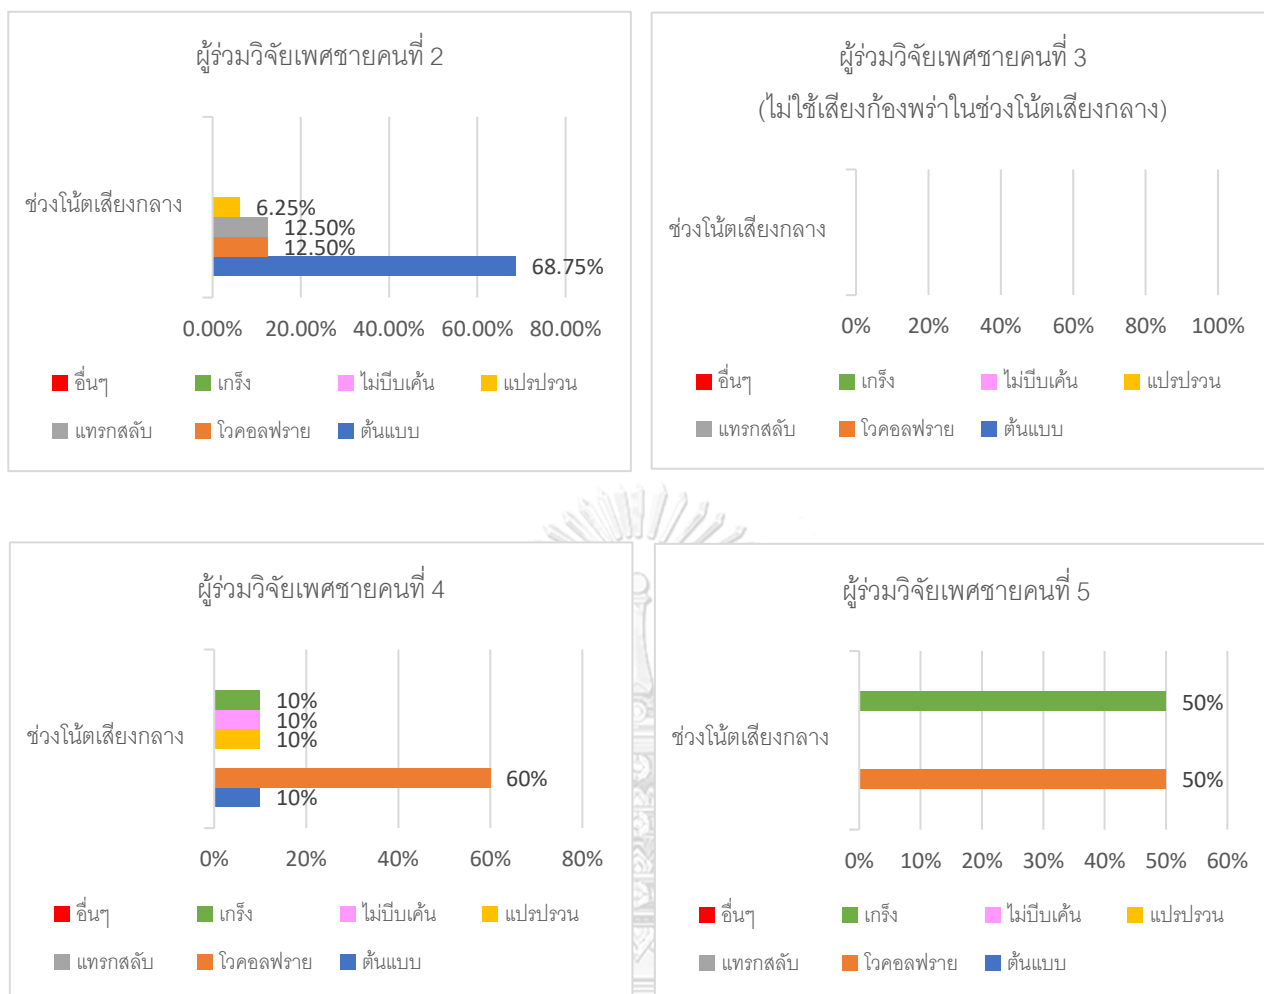 ผู้ร่วมวิจัยเพศชายคนที่ 2
ช่วงโน้ตเสียงกลาง
6.25%
12.50%
12.50%
68.75%
0.00% 20.00% 40.00% 60.00% 80.00%
อื่นๆ เกร็ง ไม่บีบเค้น แปรปรวน
แทรกสลับ โวคอลฟราย ต้นแบบ
ผู้ร่วมวิจัยเพศชายคนที่ 3
(ไม่ใช้เสียงก้องพร่าในช่วงโน้ตเสียงกลาง)
ช่วงโน้ตเสียงกลาง
0% 20% 40% 60% 80% 100%
อื่นๆ เกร็ง ไม่บีบเค้น แปรปรวน
แทรกสลับ โวคอลฟราย ต้นแบบ
ผู้ร่วมวิจัยเพศชายคนที่ 4
ช่วงโน้ตเสียงกลาง
10%
10%
10%
60%
10%
0% 20% 40% 60% 80%
อื่นๆ เกร็ง ไม่บีบเค้น แปรปรวน
แทรกสลับ โวคอลฟราย ต้นแบบ
ผู้ร่วมวิจัยเพศชายคนที่ 5
ช่วงโน้ตเสียงกลาง
50%
50%
0% 10% 20% 30% 40% 50% 60%
อื่นๆ เกร็ง ไม่บีบเค้น แปรปรวน
แทรกสลับ โวคอลฟราย ต้นแบบ